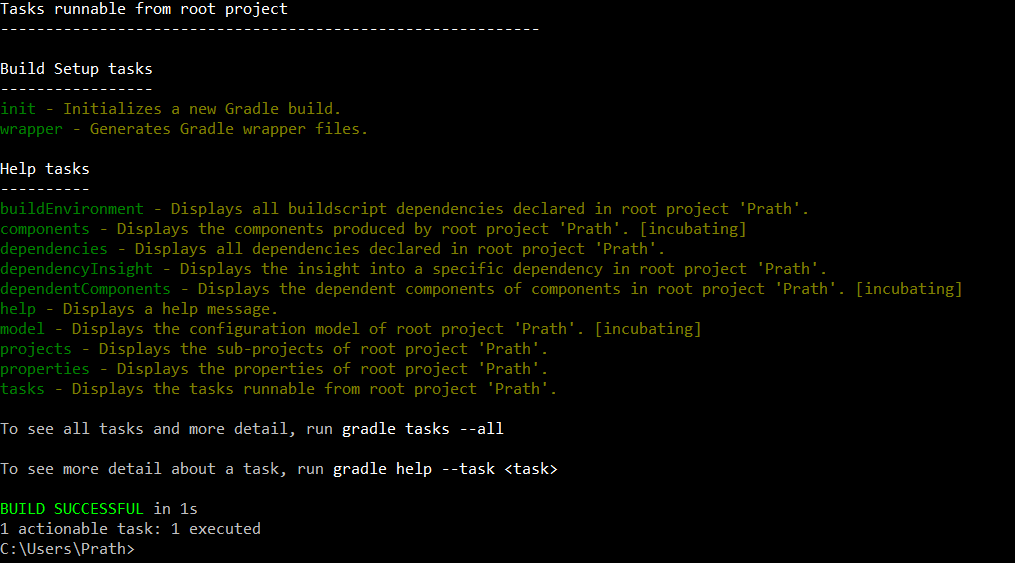 Tasks runnable from root project
------------------------------------------------------------
Build Setup tasks
-----------------
init - Initializes a new Gradle build.
wrapper - Generates Gradle wrapper files.
Help tasks
----------
buildEnvironment - Displays all buildscript dependencies declared in root project 'Prath'.
components - Displays the components produced by root project 'Prath'. [incubating]
dependencies - Displays all dependencies declared in root project 'Prath'.
dependencyInsight - Displays the insight into a specific dependency in root project 'Prath'.
dependentComponents - Displays the dependent components of components in root project 'Prath'. [incubating]
help - Displays a help message.
model - Displays the configuration model of root project 'Prath'. [incubating]
projects - Displays the sub-projects of root project 'Prath'.
properties - Displays the properties of root project 'Prath'.
tasks - Displays the tasks runnable from root project 'Prath'.
To see all tasks and more detail, run gradle tasks --all
To see more detail about a task, run gradle help --task <task>
BUILD SUCCESSFUL in 1s
1 actionable task: 1 executed
C:\Users\Prath>